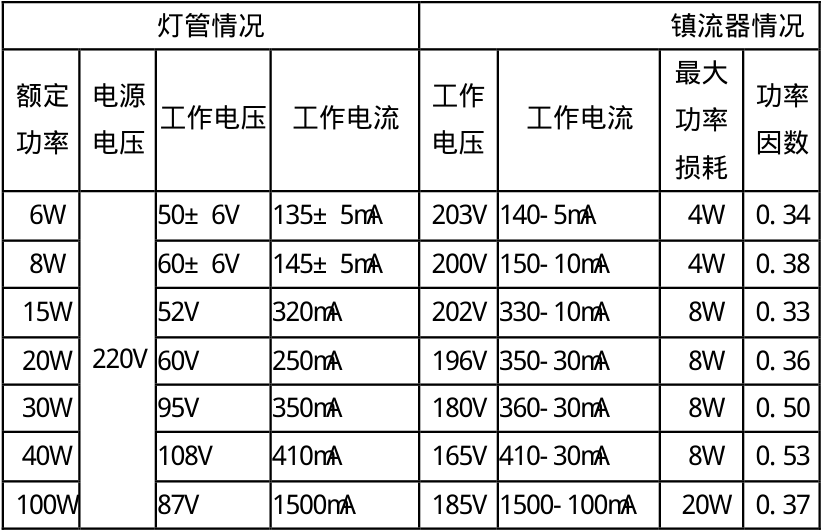 灯管情况 镇流器情况
额定功率 电源电压 工作电压 工作电流 工作电压 工作电流 最大功率损耗 功率因数
6W 50± 6V 135± 5mA 203V 140- 5mA 4W 0. 34
8W 60± 6V 145± 5mA 200V 150- 10mA 4W 0. 38
15W 52V 320mA 202V 330- 10mA 8W 0. 33
20W 220V 60V 250mA 196V 350- 30mA 8W 0. 36
30W 95V 350mA 180V 360- 30mA 8W 0. 50
40W 108V 410mA 165V 410- 30mA 8W 0. 53
100W 87V 1500mA 185V 1500- 100mA 20W 0. 37